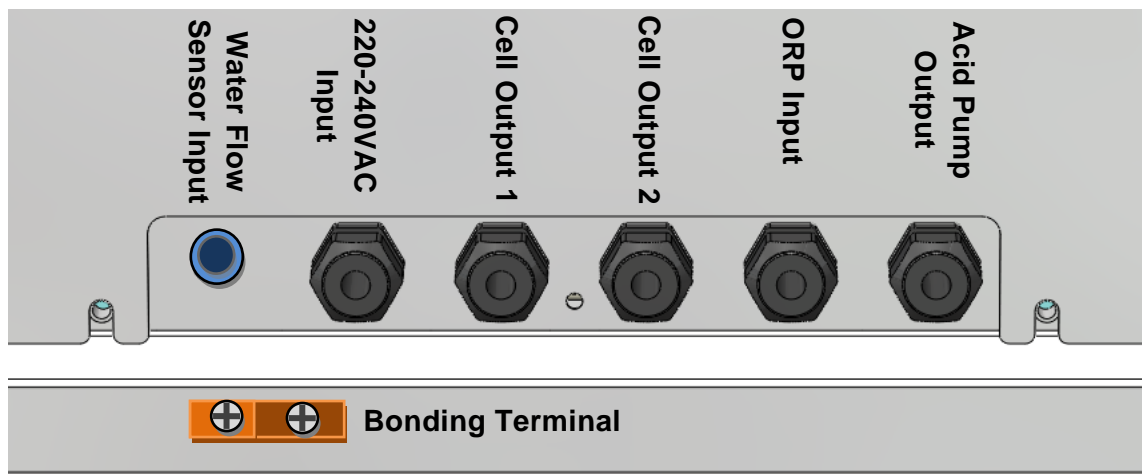 Water Flow
Sensor Input
220-240VAC
Input
Cell Output 1
Cell Output 2
ORP Input
Acid Pump
Output
Bonding Terminal